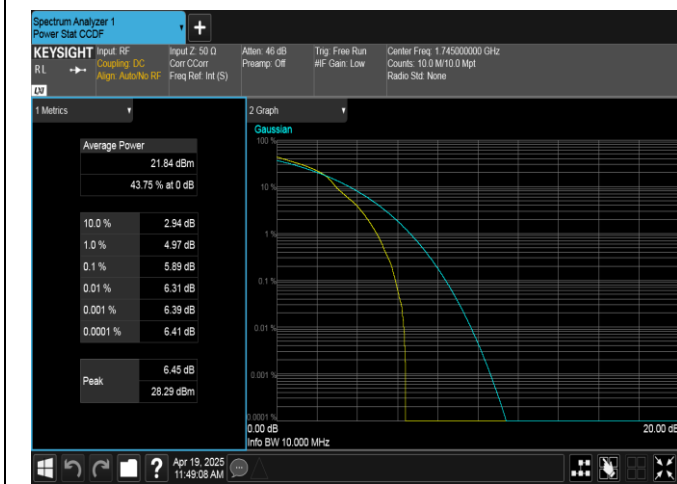 Spectrum Analyzer 1
Power Stat CCDF
KEYSIGHT
RL
LXI
Input: RF
Coupling: DC
Align: Auto/No RF
Input Z: 50 Ω
Corr CCorr
Freq Ref: Int (S)
Atten: 46 dB
Preamp: Off
Trig: Free Run
#IF Gain: Low
Center Freq: 1.745000000 GHz
Counts: 10.0 M/10.0 Mpt
Radio Std: None
1 Metrics
Average Power
21.84 dBm
43.75 % at 0 dB
10.0 % 2.94 dB
1.0 % 4.97 dB
0.1 % 5.89 dB
0.01 % 6.31 dB
0.001 % 6.39 dB
0.0001 % 6.41 dB
Peak
6.45 dB
28.29 dBm
2 Graph
Gaussian
100 %
10 %
1 %
0.1 %
0.01 %
0.001 %
0.0001 %
0.00 dB
20.00 dB
Info BW 10.000 MHz
?
Apr 19, 2025
11:49:08 AM